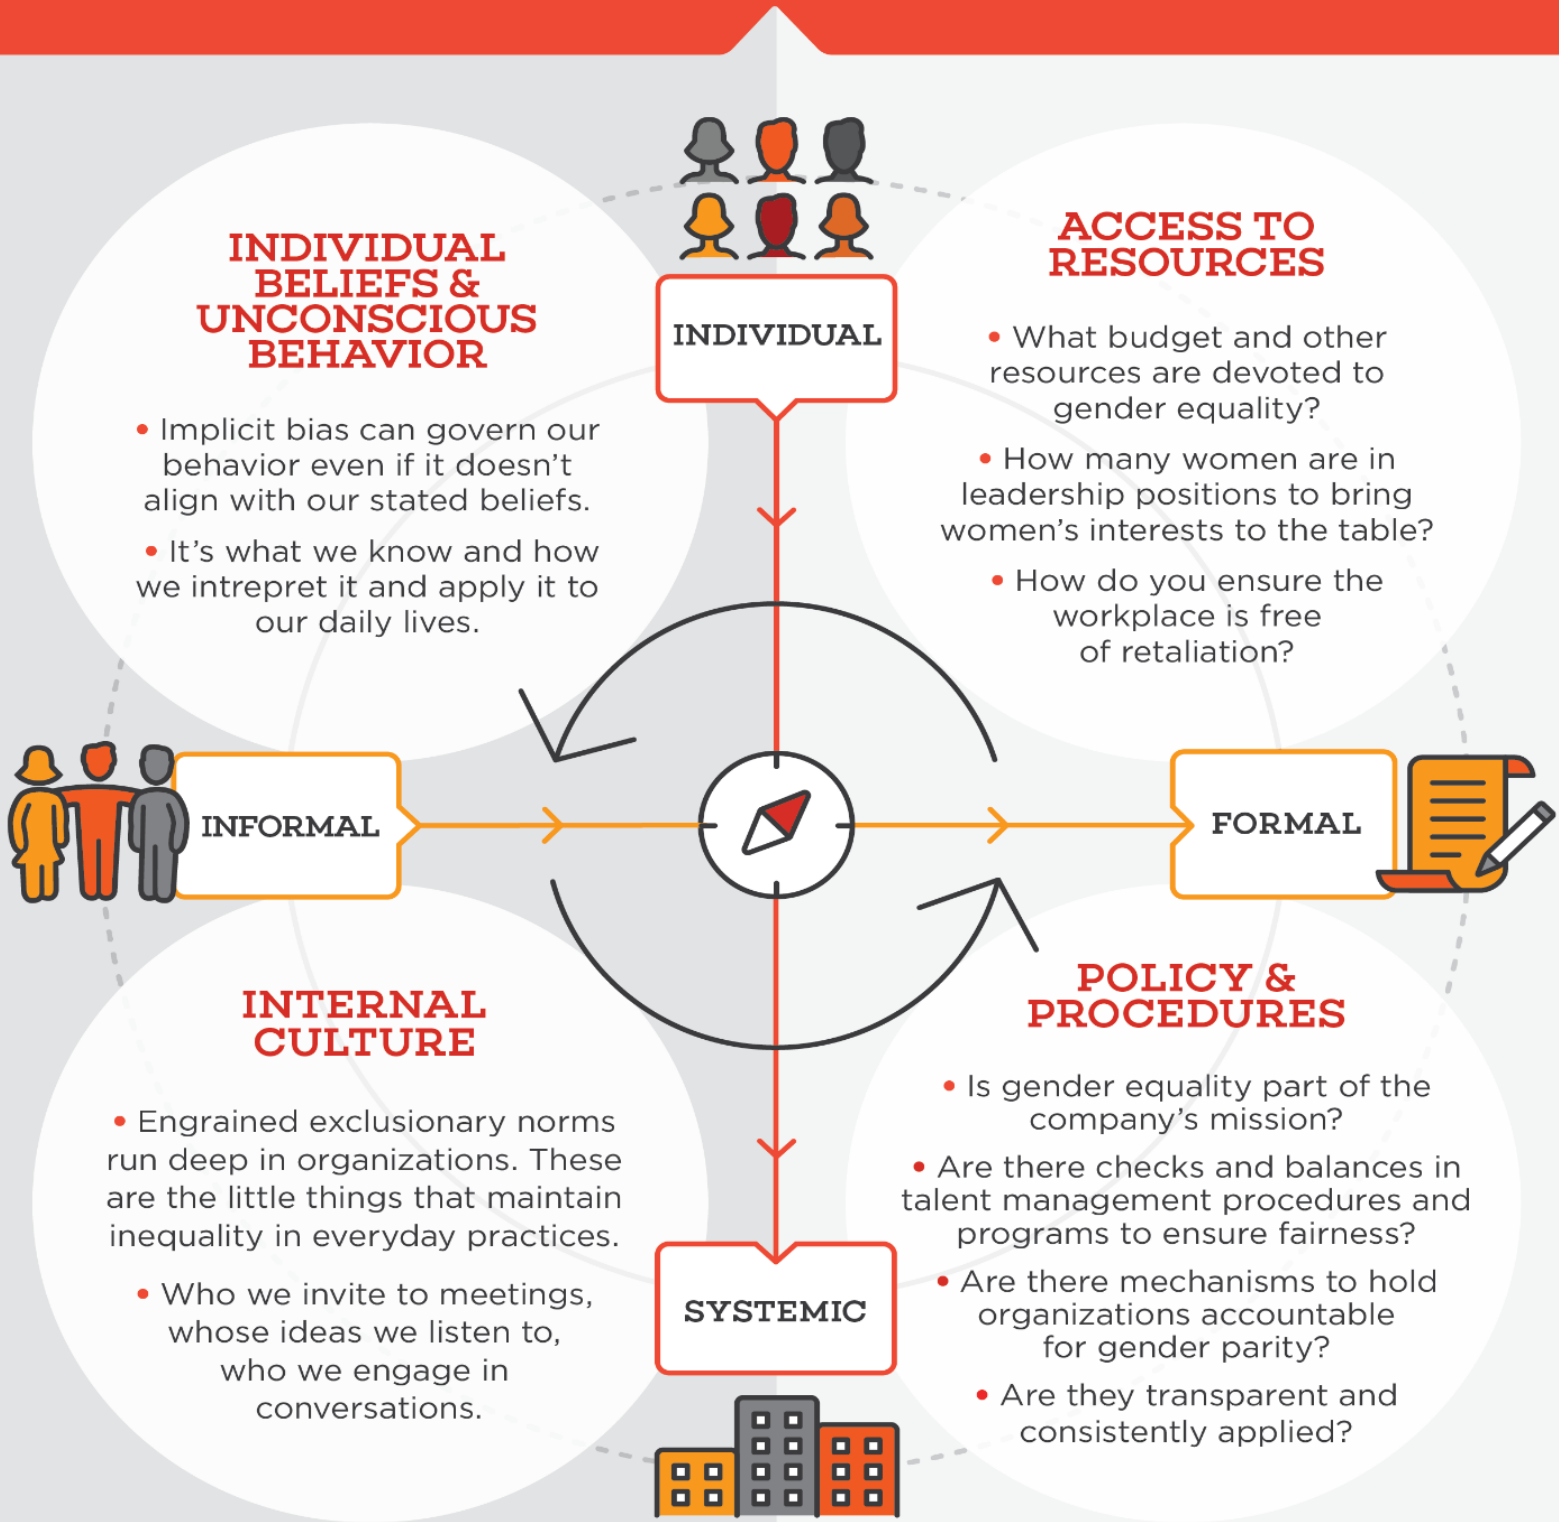 INDIVIDUAL
BELIEFS &
UNCONSCIOUS
BEHAVIOR
• Implicit bias can govern our
behavior even if it doesn't
align with our stated beliefs.
• It's what we know and how
we intrepret it and apply it to
our daily lives.
INDIVIDUAL
ACCESS TO
RESOURCES
• What budget and other
resources are devoted to
gender equality?
• How many women are in
leadership positions to bring
women's interests to the table?
• How do you ensure the
workplace is free
of retaliation?
INFORMAL
FORMAL
INTERNAL
CULTURE
• Engrained exclusionary norms
run deep in organizations. These
are the little things that maintain
inequality in everyday practices.
• Who we invite to meetings,
whose ideas we listen to,
who we engage in
conversations.
SYSTEMIC
POLICY &
PROCEDURES
• Is gender equality part of the
company's mission?
• Are there checks and balances in
talent management procedures and
programs to ensure fairness?
• Are there mechanisms to hold
organizations accountable
for gender parity?
• Are they transparent and
consistently applied?